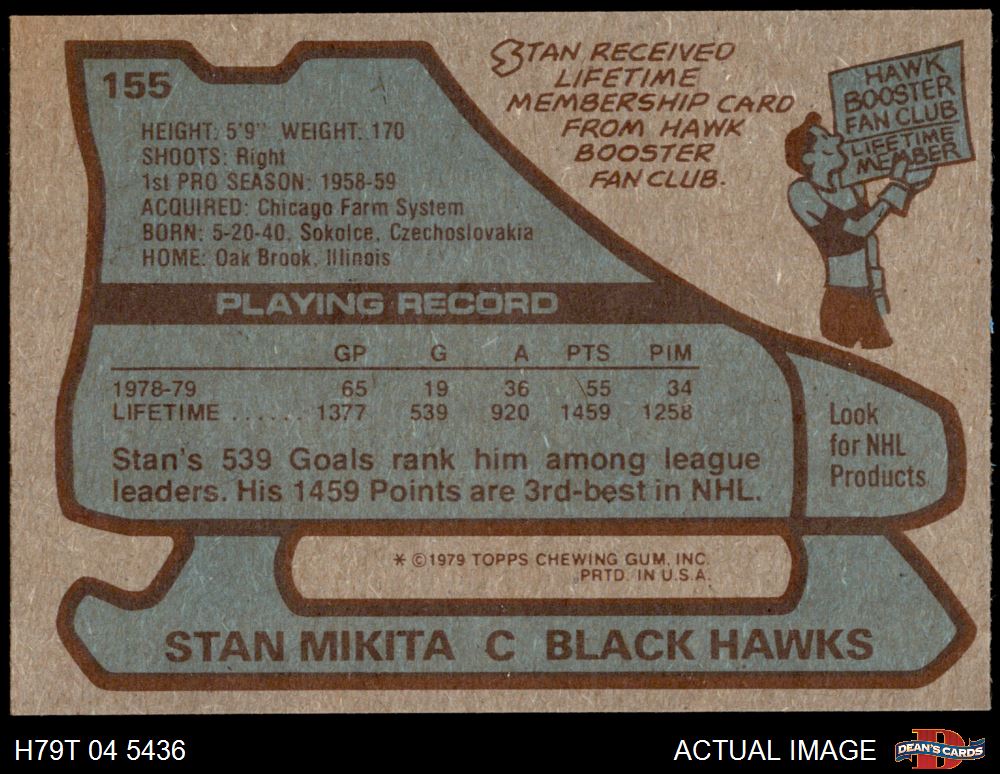 155
HEIGHT: 5'9" WEIGHT: 170
SHOOTS: Right
1st PRO SEASON: 1958-59
ACQUIRED: Chicago Farm System
BORN: 5-20-40, Sokolce, Czechoslovakia
HOME: Oak Brook, Illinois
STAN RECEIVED
LIFETIME
MEMBERSHIP CARD
FROM HAWK
BOOSTER
FAN CLUB.
HAWK
BOOSTER
FAN CLUB
LIFETIME
MEMBER
PLAYING RECORD
GP G A PTS PIM
1978-79 65 19 36 55 34
LIFETIME ...... 1377 539 920 1459 1258
Stan's 539 Goals rank him among league
leaders. His 1459 Points are 3rd-best in NHL.
Look
for NHL
Products
* ©1979 TOPPS CHEWING GUM, INC.
PRTD. IN U.S.A.
STAN MIKITA C BLACK HAWKS
H79T 04 5436
ACTUAL IMAGE
D
DEAN'S CARDS